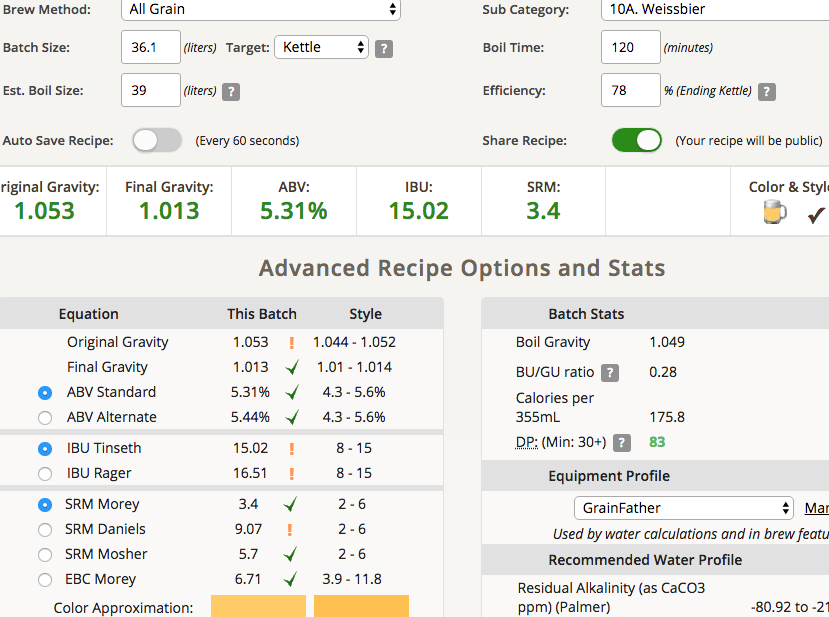 Brew Method: All Grain Sub Category: 10A. Weissbier
Batch Size: 36.1 (liters) Target: Kettle ? Boil Time: 120 (minutes)
Est. Boil Size: 39 (liters) ? Efficiency: 78 % (Ending Kettle) ?
Auto Save Recipe: (Every 60 seconds) Share Recipe: (Your recipe will be public)
riginal Gravity: Final Gravity: ABV: IBU: SRM: Color & Style
1.053 1.013 5.31% 15.02 3.4
Advanced Recipe Options and Stats
Equation This Batch Style Batch Stats
Original Gravity 1.053 ! 1.044 - 1.052 Boil Gravity 1.049
Final Gravity 1.013 1.01 - 1.014 BU/GU ratio ? 0.28
ABV Standard 5.31% 4.3 - 5.6% Calories per
ABV Alternate 5.44% 4.3 - 5.6% 355mL 175.8
IBU Tinseth 15.02 ! 8 - 15 DP: (Min: 30+) ? 83
IBU Rager 16.51 ! 8 - 15 Equipment Profile
SRM Morey 3.4 2 - 6 GrainFather Mar
SRM Daniels 9.07 ! 2 - 6 Used by water calculations and in brew featu
SRM Mosher 5.7 2 - 6 Recommended Water Profile
EBC Morey 6.71 3.9 - 11.8 Residual Alkalinity (as CaCO3
Color Approximation: ppm) (Palmer) -80.92 to -21